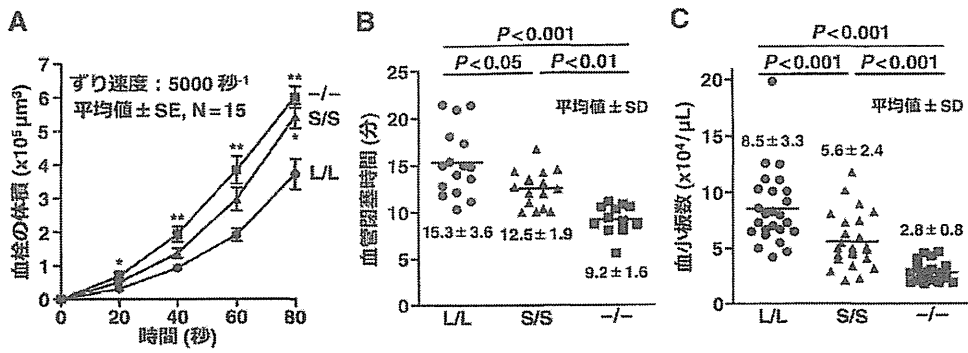 A
血栓の体積 (x10⁵ μm³)
7
6
5
4
3
2
1
0
ずり速度：5000 秒⁻¹
平均値±SE, N=15
*
**
**
**
−/−
S/S
*
L/L
0 20 40 60 80
時間 (秒)
B
P<0.001
P<0.05 P<0.01
血管閉塞時間 (分)
25
20
15
10
5
0
平均値±SD
15.3±3.6
12.5±1.9
9.2±1.6
L/L S/S −/−
C
P<0.001
P<0.001 P<0.001
血小板数 (x10⁴/μL)
20
15
10
5
0
平均値±SD
8.5±3.3
5.6±2.4
2.8±0.8
L/L S/S −/−